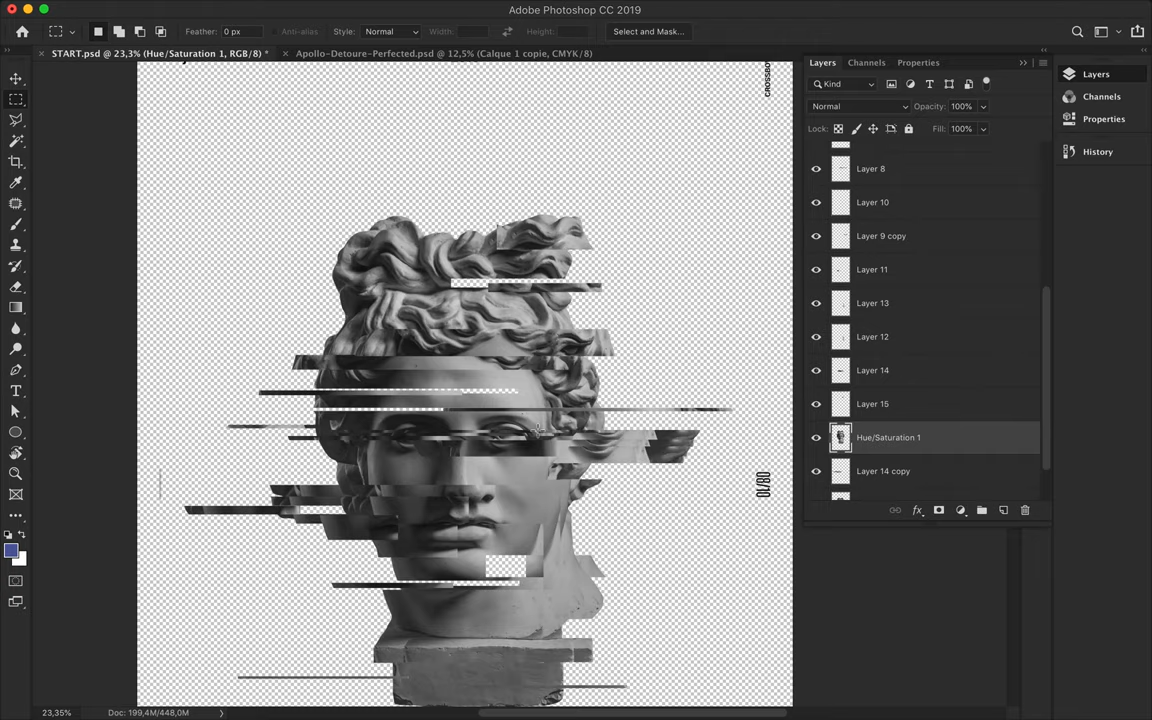 Adobe Photoshop CC 2019
Feather: 0 px
Anti-alias
Style: Normal
Width:
Height:
Select and Mask...
START.psd @ 23,3% (Hue/Saturation 1, RGB/8) *
Apollo-Detoure-Perfected.psd @ 12,5% (Calque 1 copie, CMYK/8)
Layers
Channels
Properties
Kind
Normal
Opacity: 100%
Lock:
Fill: 100%
Layer 8
Layer 10
Layer 9 copy
Layer 11
Layer 13
Layer 12
Layer 14
Layer 15
Hue/Saturation 1
Layer 14 copy
fx
Layers
Channels
Properties
History
CROSSBO
23,35%
Doc: 199,4M/448,0M